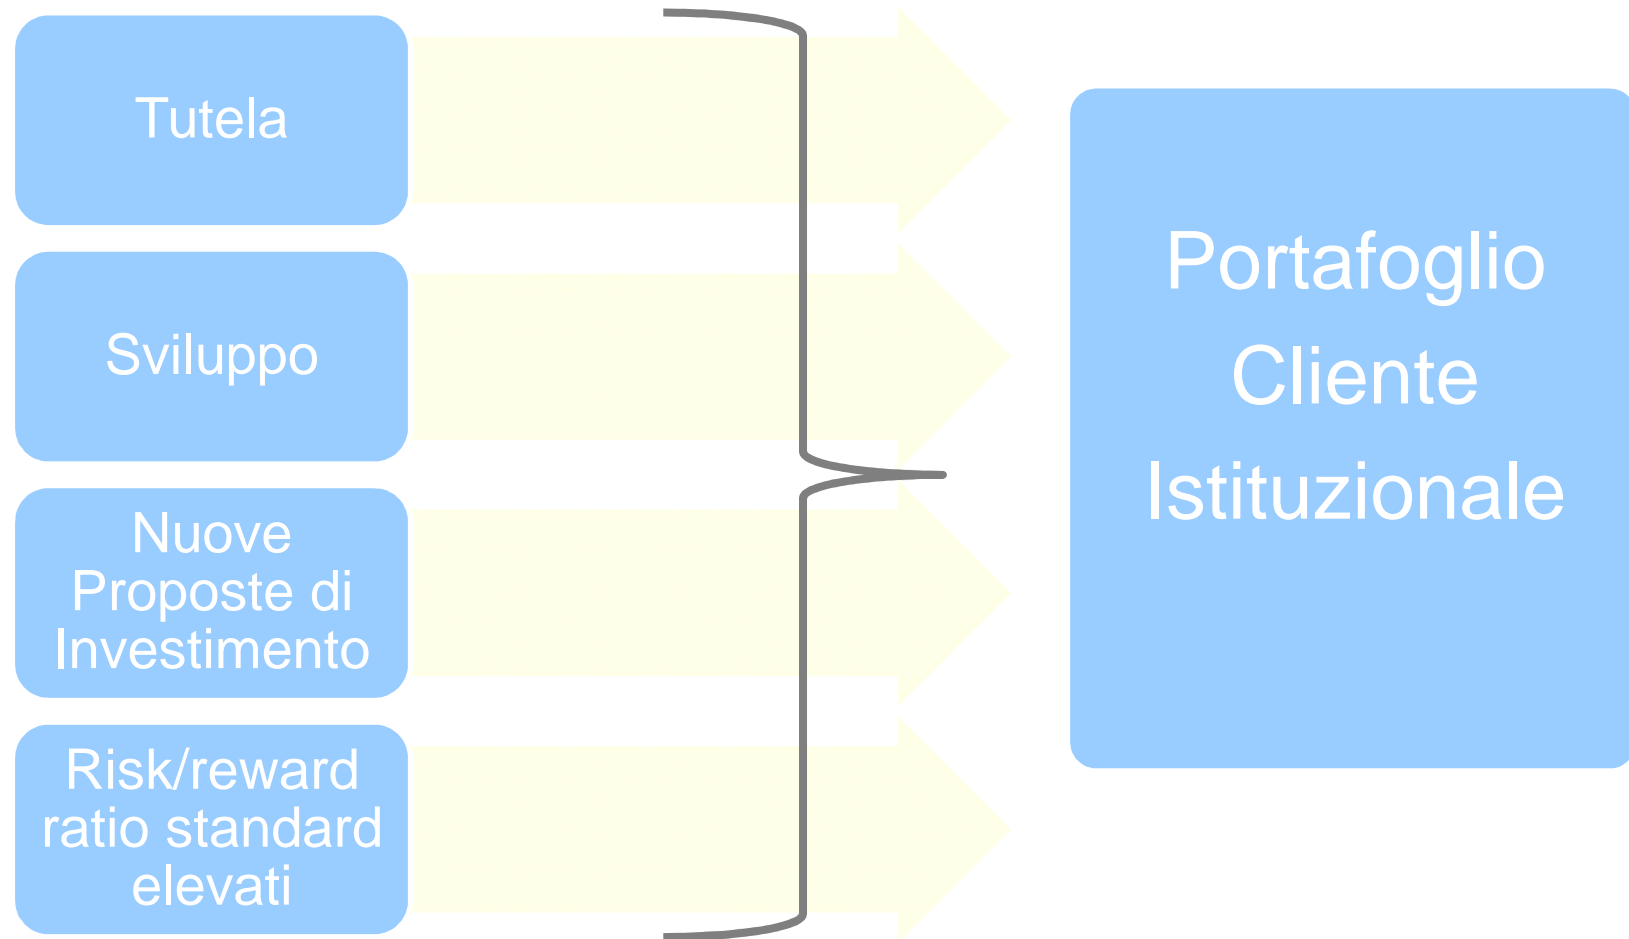 Tutela
Sviluppo
Nuove
Proposte di
Investimento
Risk/reward
ratio standard
elevati
Portafoglio
Cliente
Istituzionale